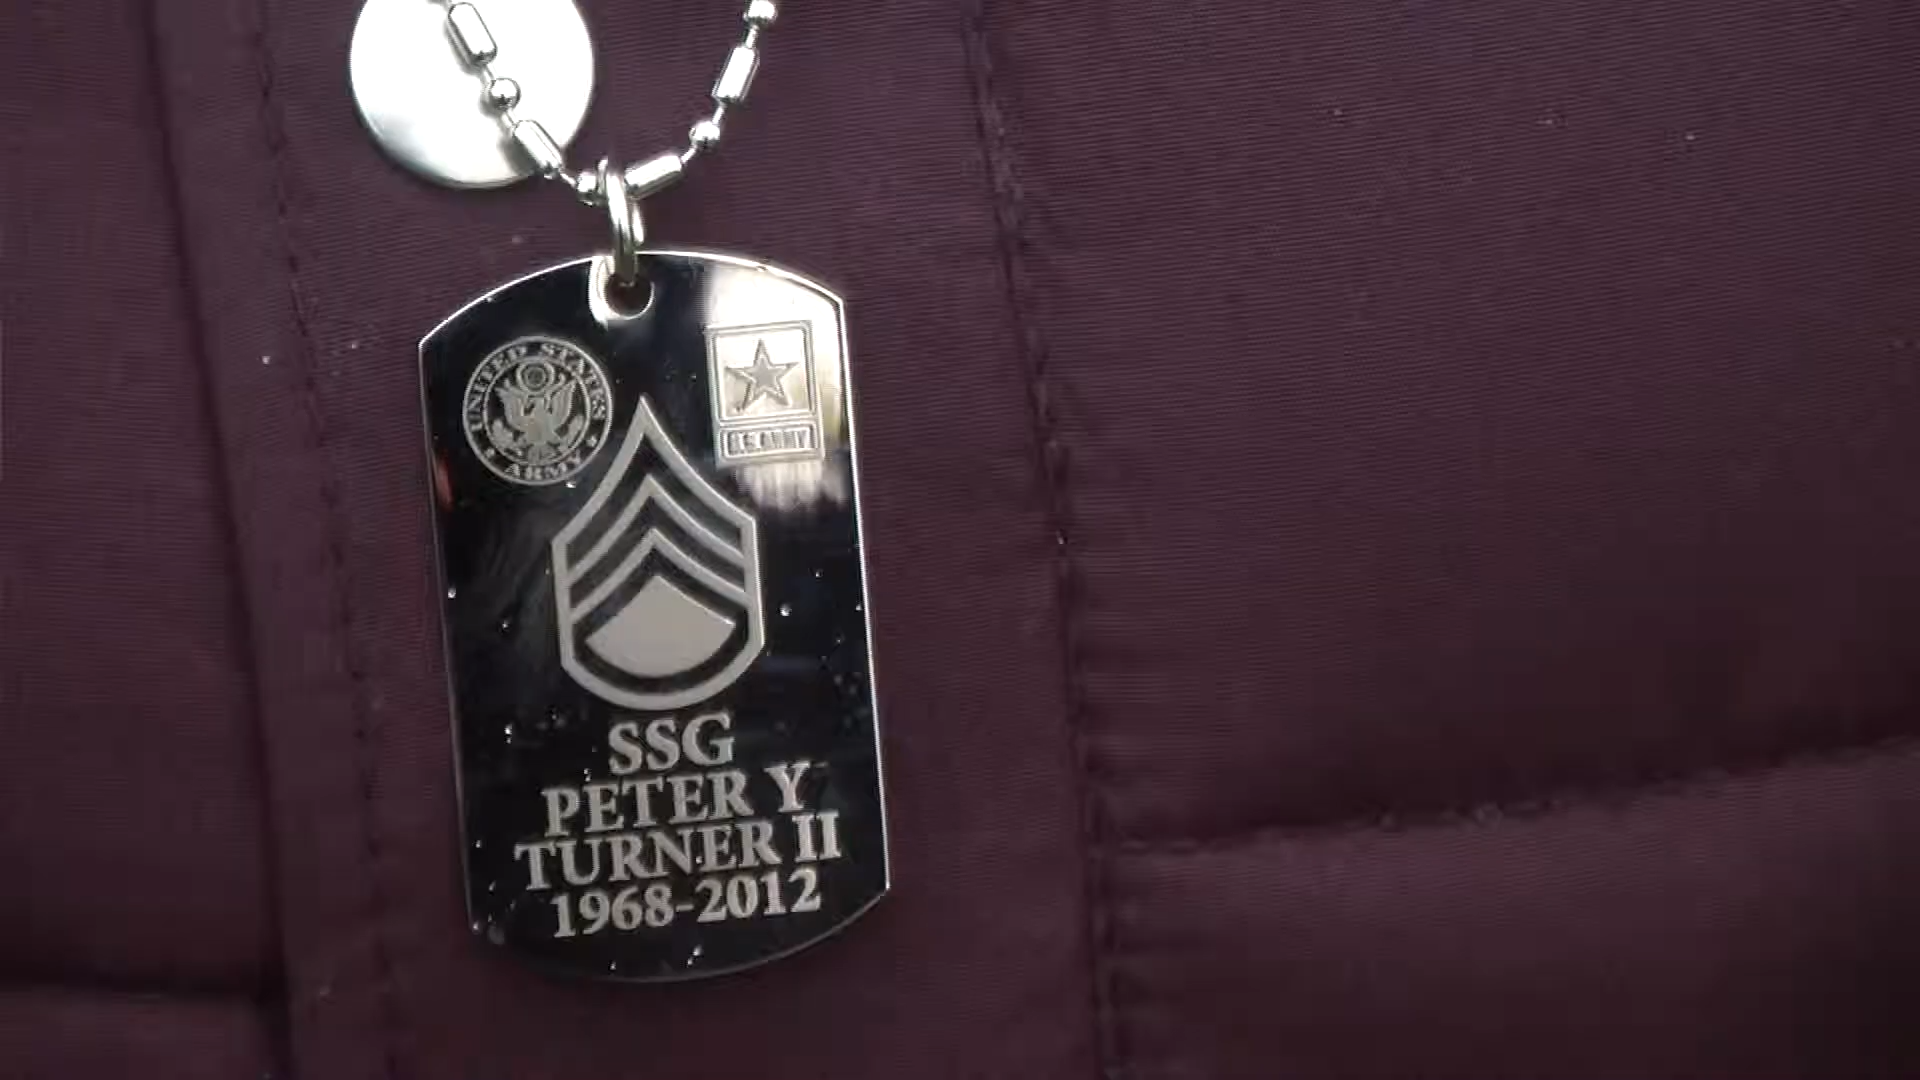 UNITED STATES
ARMY
U.S.ARMY
SSG
PETER Y
TURNER II
1968-2012